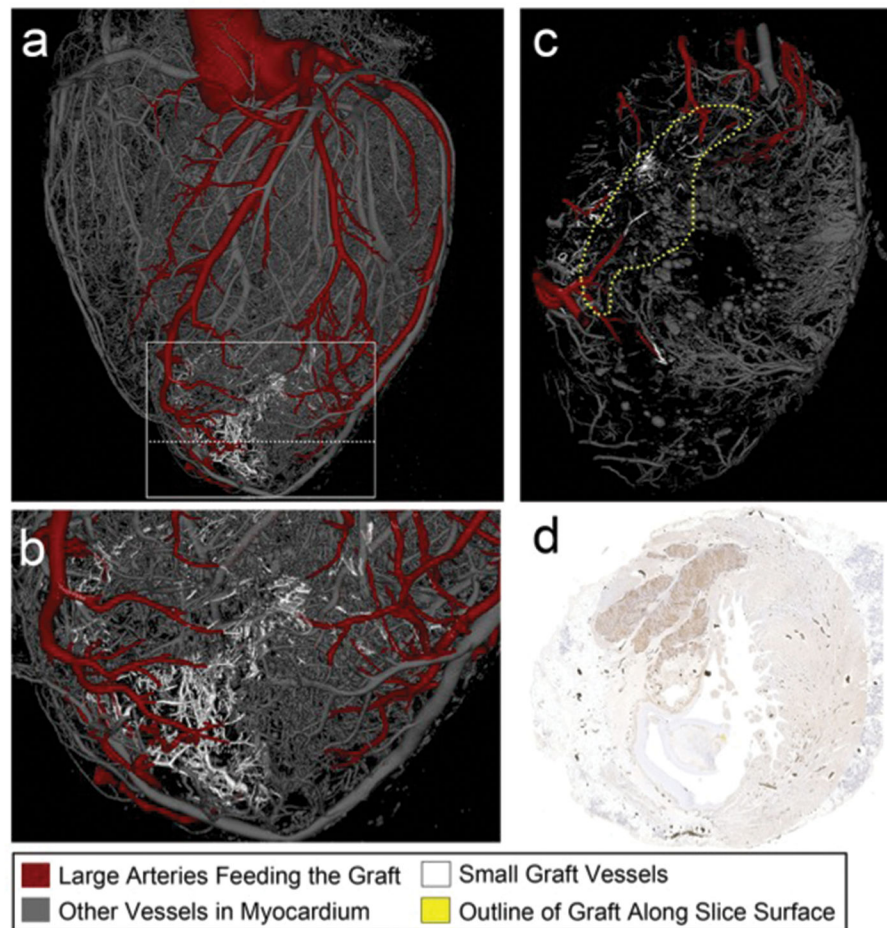 a
c
b
d
Large Arteries Feeding the Graft
Small Graft Vessels
Other Vessels in Myocardium
Outline of Graft Along Slice Surface